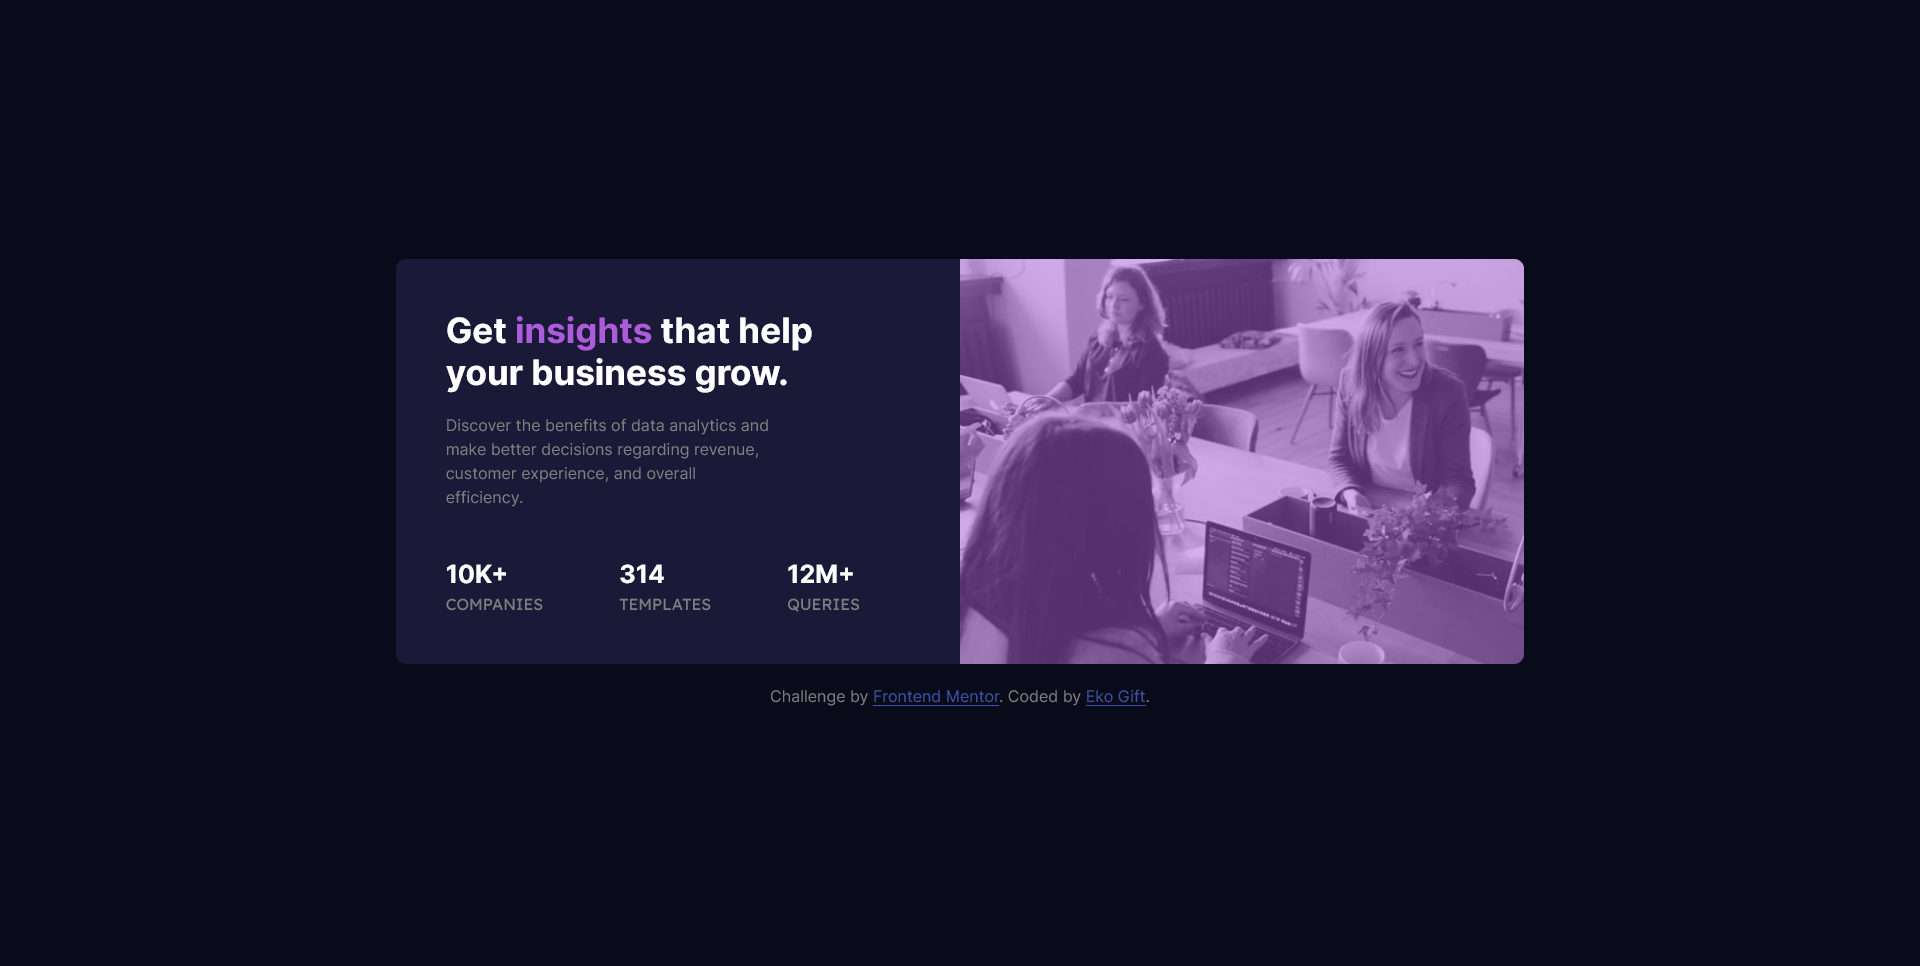 Get insights that help
your business grow.
Discover the benefits of data analytics and
make better decisions regarding revenue,
customer experience, and overall
efficiency.
10K+ 314 12M+
COMPANIES TEMPLATES QUERIES
Challenge by Frontend Mentor. Coded by Eko Gift.